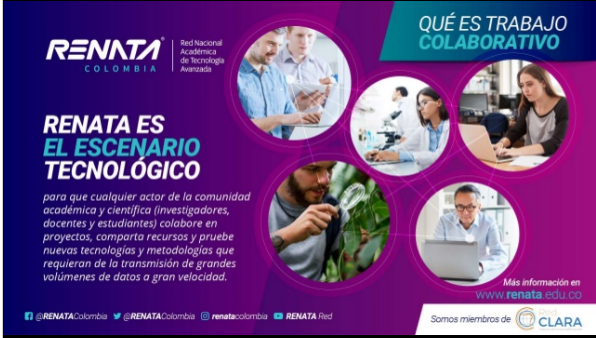 RENATA
COLOMBIA
Red Nacional
Académica
de Tecnología
Avanzada
QUÉ ES TRABAJO
COLABORATIVO
RENATA ES
EL ESCENARIO
TECNOLÓGICO
para que cualquier actor de la comunidad
académica y científica (investigadores,
docentes y estudiantes) colabore en
proyectos, comparta recursos y pruebe
nuevas tecnologías y metodologías que
requieran de la transmisión de grandes
volúmenes de datos a gran velocidad.
Más información en
www.renata.edu.co
@RENATAColombia @RENATAColombia renatacolombia RENATA Red
Somos miembros de Red
CLARA